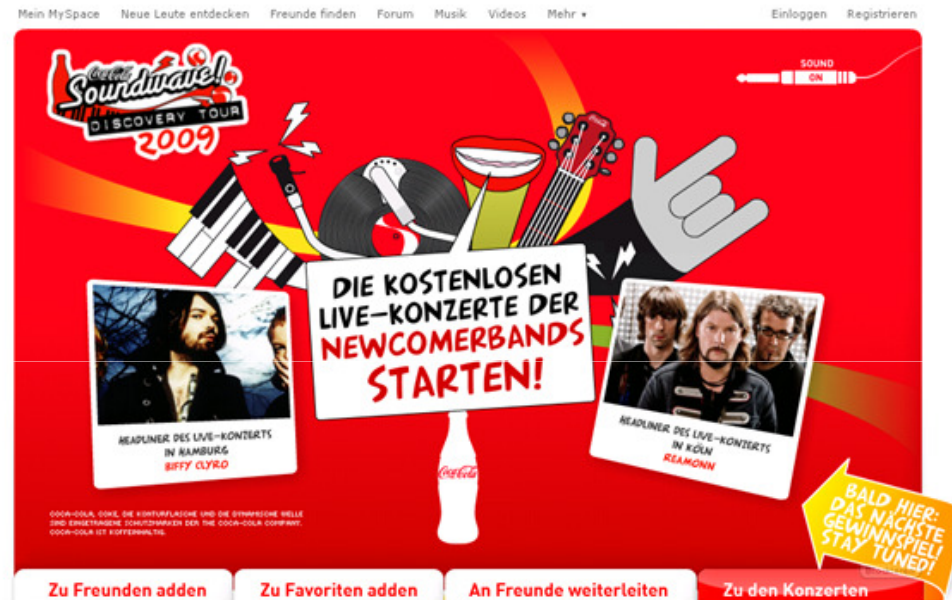 Mein MySpace Neue Leute entdecken Freunde finden Forum Musik Videos Mehr Einloggen Registrieren
Coca-Cola
Soundwave!
DISCOVERY TOUR
2009
SOUND
ON
DIE KOSTENLOSEN
LIVE-KONZERTE DER
NEWCOMERBANDS
STARTEN!
HEADLINER DES LIVE-KONZERTS
IN HAMBURG
BIFFY CLYRO
HEADLINER DES LIVE-KONZERTS
IN KÖLN
REAMONN
Coca-Cola
COCA-COLA, COKE, DIE KONTURFLASCHE UND DIE DYNAMISCHE WELLE
SIND EINGETRAGENE SCHUTZMARKEN DER THE COCA-COLA COMPANY.
COCA-COLA IST KOFFEINHALTIG.
BALD HIER:
DAS NÄCHSTE
GEWINNSPIEL!
STAY TUNED!
Zu Freunden adden Zu Favoriten adden An Freunde weiterleiten Zu den Konzerten